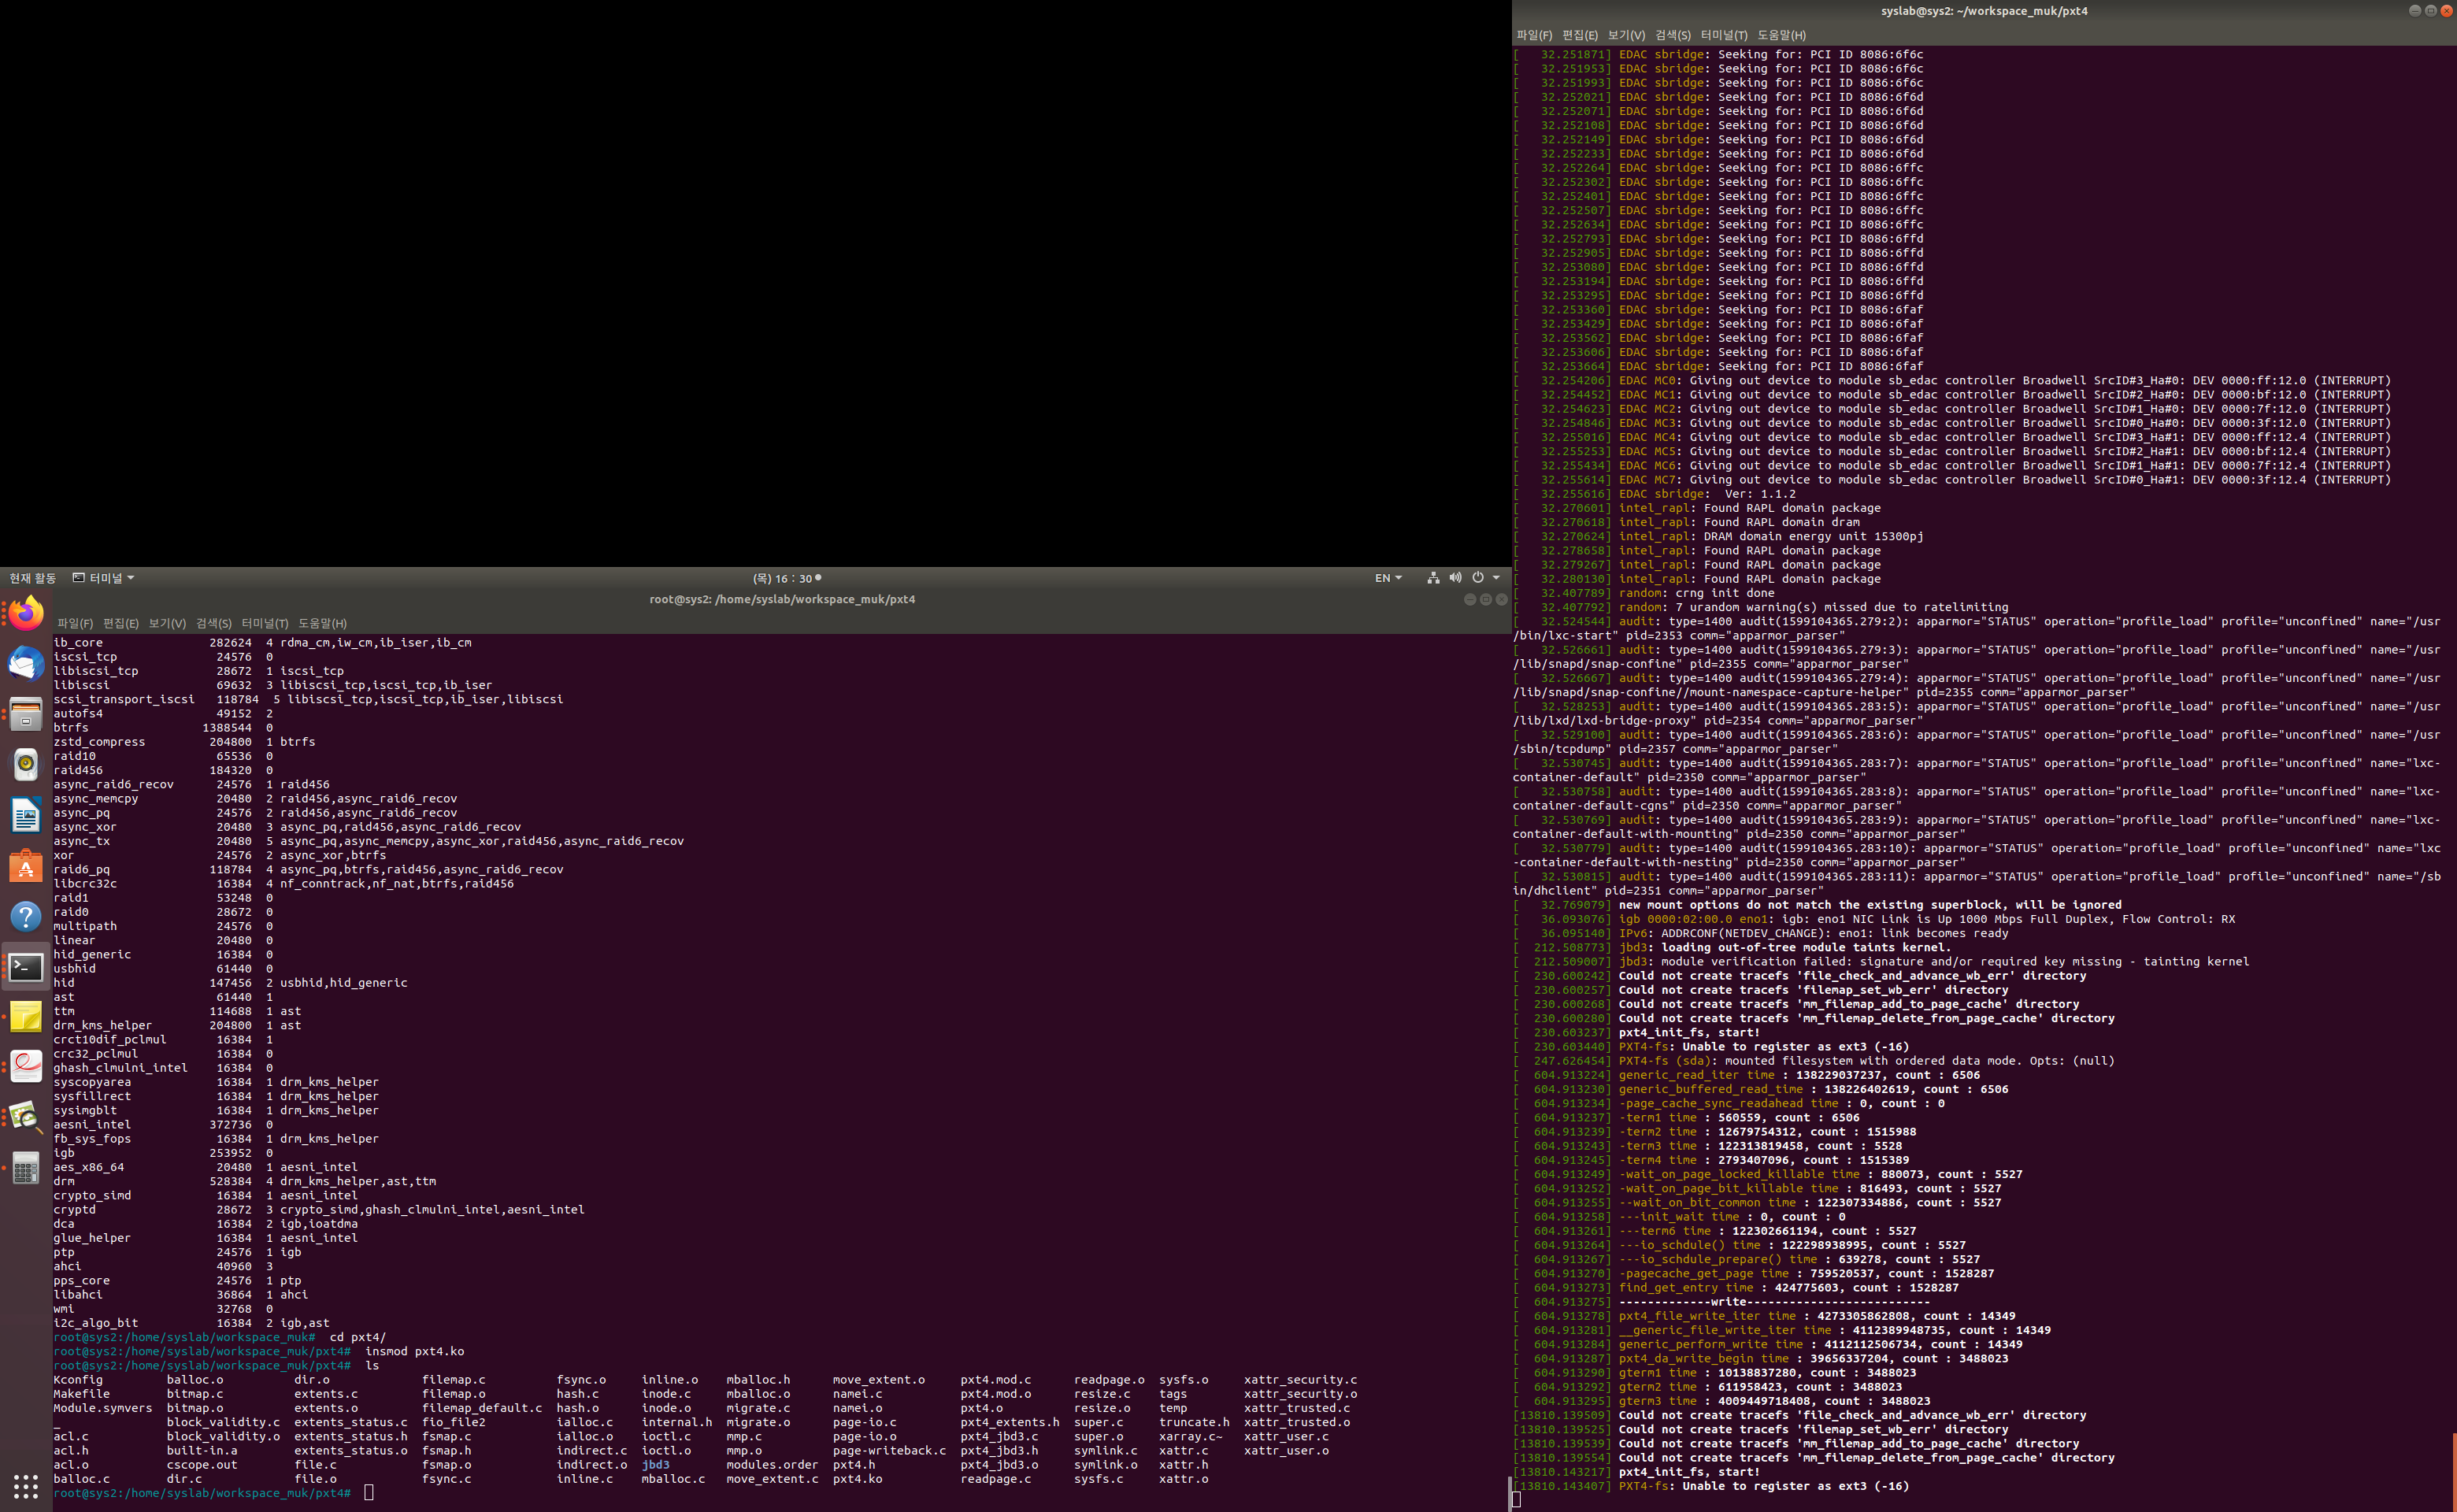 현재 활동
터미널
(목) 16 : 30
EN
root@sys2: /home/syslab/workspace_muk/pxt4
파일(F) 편집(E) 보기(V) 검색(S) 터미널(T) 도움말(H)
ib_core 282624 4 rdma_cm,iw_cm,ib_iser,ib_cm
iscsi_tcp 24576 0
libiscsi_tcp 28672 1 iscsi_tcp
libiscsi 69632 3 libiscsi_tcp,iscsi_tcp,ib_iser
scsi_transport_iscsi 118784 5 libiscsi_tcp,iscsi_tcp,ib_iser,libiscsi
autofs4 49152 2
btrfs 1388544 0
zstd_compress 204800 1 btrfs
raid10 65536 0
raid456 184320 0
async_raid6_recov 24576 1 raid456
async_memcpy 20480 2 raid456,async_raid6_recov
async_pq 24576 2 raid456,async_raid6_recov
async_xor 20480 3 async_pq,raid456,async_raid6_recov
async_tx 20480 5 async_pq,async_memcpy,async_xor,raid456,async_raid6_recov
xor 24576 2 async_xor,btrfs
raid6_pq 118784 4 async_pq,btrfs,raid456,async_raid6_recov
libcrc32c 16384 4 nf_conntrack,nf_nat,btrfs,raid456
raid1 53248 0
raid0 28672 0
multipath 24576 0
linear 20480 0
hid_generic 16384 0
usbhid 61440 0
hid 147456 2 usbhid,hid_generic
ast 61440 1
ttm 114688 1 ast
drm_kms_helper 204800 1 ast
crct10dif_pclmul 16384 1
crc32_pclmul 16384 0
ghash_clmulni_intel 16384 0
syscopyarea 16384 1 drm_kms_helper
sysfillrect 16384 1 drm_kms_helper
sysimgblt 16384 1 drm_kms_helper
aesni_intel 372736 0
fb_sys_fops 16384 1 drm_kms_helper
igb 253952 0
aes_x86_64 20480 1 aesni_intel
drm 528384 4 drm_kms_helper,ast,ttm
crypto_simd 16384 1 aesni_intel
cryptd 28672 3 crypto_simd,ghash_clmulni_intel,aesni_intel
dca 16384 2 igb,ioatdma
glue_helper 16384 1 aesni_intel
ptp 24576 1 igb
ahci 40960 3
pps_core 24576 1 ptp
libahci 36864 1 ahci
wmi 32768 0
i2c_algo_bit 16384 2 igb,ast
root@sys2:/home/syslab/workspace_muk# cd pxt4/
root@sys2:/home/syslab/workspace_muk/pxt4# insmod pxt4.ko
root@sys2:/home/syslab/workspace_muk/pxt4# ls
Kconfig balloc.o dir.o filemap.c fsync.o inline.o mballoc.h move_extent.o pxt4.mod.c readpage.o sysfs.o xattr_security.c
Makefile bitmap.c extents.c filemap.o hash.c inode.c mballoc.o namei.c pxt4.mod.o resize.c tags xattr_security.o
Module.symvers bitmap.o extents.o filemap_default.c hash.o inode.o migrate.c namei.o pxt4.o resize.o temp xattr_trusted.c
_ block_validity.c extents_status.c fio_file2 ialloc.c internal.h migrate.o page-io.c pxt4_extents.h super.c truncate.h xattr_trusted.o
acl.c block_validity.o extents_status.h fsmap.c ialloc.o ioctl.c mmp.c page-io.o pxt4_jbd3.c super.o xarray.c~ xattr_user.c
acl.h built-in.a extents_status.o fsmap.h indirect.c ioctl.o mmp.o page-writeback.c pxt4_jbd3.h symlink.c xattr.c xattr_user.o
acl.o cscope.out file.c fsmap.o indirect.o jbd3 modules.order pxt4.h pxt4_jbd3.o symlink.o xattr.h
balloc.c dir.c file.o fsync.c inline.c mballoc.c move_extent.c pxt4.ko readpage.c sysfs.c xattr.o
root@sys2:/home/syslab/workspace_muk/pxt4#
syslab@sys2: ~/workspace_muk/pxt4
파일(F) 편집(E) 보기(V) 검색(S) 터미널(T) 도움말(H)
[ 32.251871] EDAC sbridge: Seeking for: PCI ID 8086:6f6c
[ 32.251953] EDAC sbridge: Seeking for: PCI ID 8086:6f6c
[ 32.251993] EDAC sbridge: Seeking for: PCI ID 8086:6f6c
[ 32.252021] EDAC sbridge: Seeking for: PCI ID 8086:6f6d
[ 32.252071] EDAC sbridge: Seeking for: PCI ID 8086:6f6d
[ 32.252108] EDAC sbridge: Seeking for: PCI ID 8086:6f6d
[ 32.252149] EDAC sbridge: Seeking for: PCI ID 8086:6f6d
[ 32.252233] EDAC sbridge: Seeking for: PCI ID 8086:6f6d
[ 32.252264] EDAC sbridge: Seeking for: PCI ID 8086:6ffc
[ 32.252302] EDAC sbridge: Seeking for: PCI ID 8086:6ffc
[ 32.252401] EDAC sbridge: Seeking for: PCI ID 8086:6ffc
[ 32.252507] EDAC sbridge: Seeking for: PCI ID 8086:6ffc
[ 32.252634] EDAC sbridge: Seeking for: PCI ID 8086:6ffc
[ 32.252793] EDAC sbridge: Seeking for: PCI ID 8086:6ffd
[ 32.252905] EDAC sbridge: Seeking for: PCI ID 8086:6ffd
[ 32.253080] EDAC sbridge: Seeking for: PCI ID 8086:6ffd
[ 32.253194] EDAC sbridge: Seeking for: PCI ID 8086:6ffd
[ 32.253295] EDAC sbridge: Seeking for: PCI ID 8086:6ffd
[ 32.253360] EDAC sbridge: Seeking for: PCI ID 8086:6faf
[ 32.253429] EDAC sbridge: Seeking for: PCI ID 8086:6faf
[ 32.253562] EDAC sbridge: Seeking for: PCI ID 8086:6faf
[ 32.253606] EDAC sbridge: Seeking for: PCI ID 8086:6faf
[ 32.253664] EDAC sbridge: Seeking for: PCI ID 8086:6faf
[ 32.254206] EDAC MC0: Giving out device to module sb_edac controller Broadwell SrcID#3_Ha#0: DEV 0000:ff:12.0 (INTERRUPT)
[ 32.254452] EDAC MC1: Giving out device to module sb_edac controller Broadwell SrcID#2_Ha#0: DEV 0000:bf:12.0 (INTERRUPT)
[ 32.254623] EDAC MC2: Giving out device to module sb_edac controller Broadwell SrcID#1_Ha#0: DEV 0000:7f:12.0 (INTERRUPT)
[ 32.254846] EDAC MC3: Giving out device to module sb_edac controller Broadwell SrcID#0_Ha#0: DEV 0000:3f:12.0 (INTERRUPT)
[ 32.255016] EDAC MC4: Giving out device to module sb_edac controller Broadwell SrcID#3_Ha#1: DEV 0000:ff:12.4 (INTERRUPT)
[ 32.255253] EDAC MC5: Giving out device to module sb_edac controller Broadwell SrcID#2_Ha#1: DEV 0000:bf:12.4 (INTERRUPT)
[ 32.255434] EDAC MC6: Giving out device to module sb_edac controller Broadwell SrcID#1_Ha#1: DEV 0000:7f:12.4 (INTERRUPT)
[ 32.255614] EDAC MC7: Giving out device to module sb_edac controller Broadwell SrcID#0_Ha#1: DEV 0000:3f:12.4 (INTERRUPT)
[ 32.255616] EDAC sbridge: Ver: 1.1.2
[ 32.270601] intel_rapl: Found RAPL domain package
[ 32.270618] intel_rapl: Found RAPL domain dram
[ 32.270624] intel_rapl: DRAM domain energy unit 15300pj
[ 32.278658] intel_rapl: Found RAPL domain package
[ 32.279267] intel_rapl: Found RAPL domain package
[ 32.280130] intel_rapl: Found RAPL domain package
[ 32.407789] random: crng init done
[ 32.407792] random: 7 urandom warning(s) missed due to ratelimiting
[ 32.524544] audit: type=1400 audit(1599104365.279:2): apparmor="STATUS" operation="profile_load" profile="unconfined" name="/usr
/bin/lxc-start" pid=2353 comm="apparmor_parser"
[ 32.526661] audit: type=1400 audit(1599104365.279:3): apparmor="STATUS" operation="profile_load" profile="unconfined" name="/usr
/lib/snapd/snap-confine" pid=2355 comm="apparmor_parser"
[ 32.526667] audit: type=1400 audit(1599104365.279:4): apparmor="STATUS" operation="profile_load" profile="unconfined" name="/usr
/lib/snapd/snap-confine//mount-namespace-capture-helper" pid=2355 comm="apparmor_parser"
[ 32.528253] audit: type=1400 audit(1599104365.283:5): apparmor="STATUS" operation="profile_load" profile="unconfined" name="/usr
/lib/lxd/lxd-bridge-proxy" pid=2354 comm="apparmor_parser"
[ 32.529100] audit: type=1400 audit(1599104365.283:6): apparmor="STATUS" operation="profile_load" profile="unconfined" name="/usr
/sbin/tcpdump" pid=2357 comm="apparmor_parser"
[ 32.530745] audit: type=1400 audit(1599104365.283:7): apparmor="STATUS" operation="profile_load" profile="unconfined" name="lxc-
container-default" pid=2350 comm="apparmor_parser"
[ 32.530758] audit: type=1400 audit(1599104365.283:8): apparmor="STATUS" operation="profile_load" profile="unconfined" name="lxc-
container-default-cgns" pid=2350 comm="apparmor_parser"
[ 32.530769] audit: type=1400 audit(1599104365.283:9): apparmor="STATUS" operation="profile_load" profile="unconfined" name="lxc-
container-default-with-mounting" pid=2350 comm="apparmor_parser"
[ 32.530779] audit: type=1400 audit(1599104365.283:10): apparmor="STATUS" operation="profile_load" profile="unconfined" name="lxc
-container-default-with-nesting" pid=2350 comm="apparmor_parser"
[ 32.530815] audit: type=1400 audit(1599104365.283:11): apparmor="STATUS" operation="profile_load" profile="unconfined" name="/sb
in/dhclient" pid=2351 comm="apparmor_parser"
[ 32.769079] new mount options do not match the existing superblock, will be ignored
[ 36.093076] igb 0000:02:00.0 eno1: igb: eno1 NIC Link is Up 1000 Mbps Full Duplex, Flow Control: RX
[ 36.095140] IPv6: ADDRCONF(NETDEV_CHANGE): eno1: link becomes ready
[ 212.508773] jbd3: loading out-of-tree module taints kernel.
[ 212.509007] jbd3: module verification failed: signature and/or required key missing - tainting kernel
[ 230.600242] Could not create tracefs 'file_check_and_advance_wb_err' directory
[ 230.600257] Could not create tracefs 'filemap_set_wb_err' directory
[ 230.600268] Could not create tracefs 'mm_filemap_add_to_page_cache' directory
[ 230.600280] Could not create tracefs 'mm_filemap_delete_from_page_cache' directory
[ 230.603237] pxt4_init_fs, start!
[ 230.603440] PXT4-fs: Unable to register as ext3 (-16)
[ 247.626454] PXT4-fs (sda): mounted filesystem with ordered data mode. Opts: (null)
[ 604.913224] generic_read_iter time : 138229037237, count : 6506
[ 604.913230] generic_buffered_read_time : 138226402619, count : 6506
[ 604.913234] -page_cache_sync_readahead time : 0, count : 0
[ 604.913237] -term1 time : 560559, count : 6506
[ 604.913239] -term2 time : 12679754312, count : 1515988
[ 604.913243] -term3 time : 122313819458, count : 5528
[ 604.913245] -term4 time : 2793407096, count : 1515389
[ 604.913249] -wait_on_page_locked_killable time : 880073, count : 5527
[ 604.913252] -wait_on_page_bit_killable time : 816493, count : 5527
[ 604.913255] --wait_on_bit_common time : 122307334886, count : 5527
[ 604.913258] ---init_wait time : 0, count : 0
[ 604.913261] ---term6 time : 122302661194, count : 5527
[ 604.913264] ---io_schdule() time : 122298938995, count : 5527
[ 604.913267] ---io_schdule_prepare() time : 639278, count : 5527
[ 604.913270] -pagecache_get_page time : 759520537, count : 1528287
[ 604.913273] find_get_entry time : 424775603, count : 1528287
[ 604.913275] -------------write--------------------------
[ 604.913278] pxt4_file_write_iter time : 4273305862808, count : 14349
[ 604.913281] __generic_file_write_iter time : 4112389948735, count : 14349
[ 604.913284] generic_perform_write time : 4112112506734, count : 14349
[ 604.913287] pxt4_da_write_begin time : 39656337204, count : 3488023
[ 604.913290] gterm1 time : 10138837280, count : 3488023
[ 604.913292] gterm2 time : 611958423, count : 3488023
[ 604.913295] gterm3 time : 4009449718408, count : 3488023
[13810.139509] Could not create tracefs 'file_check_and_advance_wb_err' directory
[13810.139525] Could not create tracefs 'filemap_set_wb_err' directory
[13810.139539] Could not create tracefs 'mm_filemap_add_to_page_cache' directory
[13810.139554] Could not create tracefs 'mm_filemap_delete_from_page_cache' directory
[13810.143217] pxt4_init_fs, start!
[13810.143407] PXT4-fs: Unable to register as ext3 (-16)